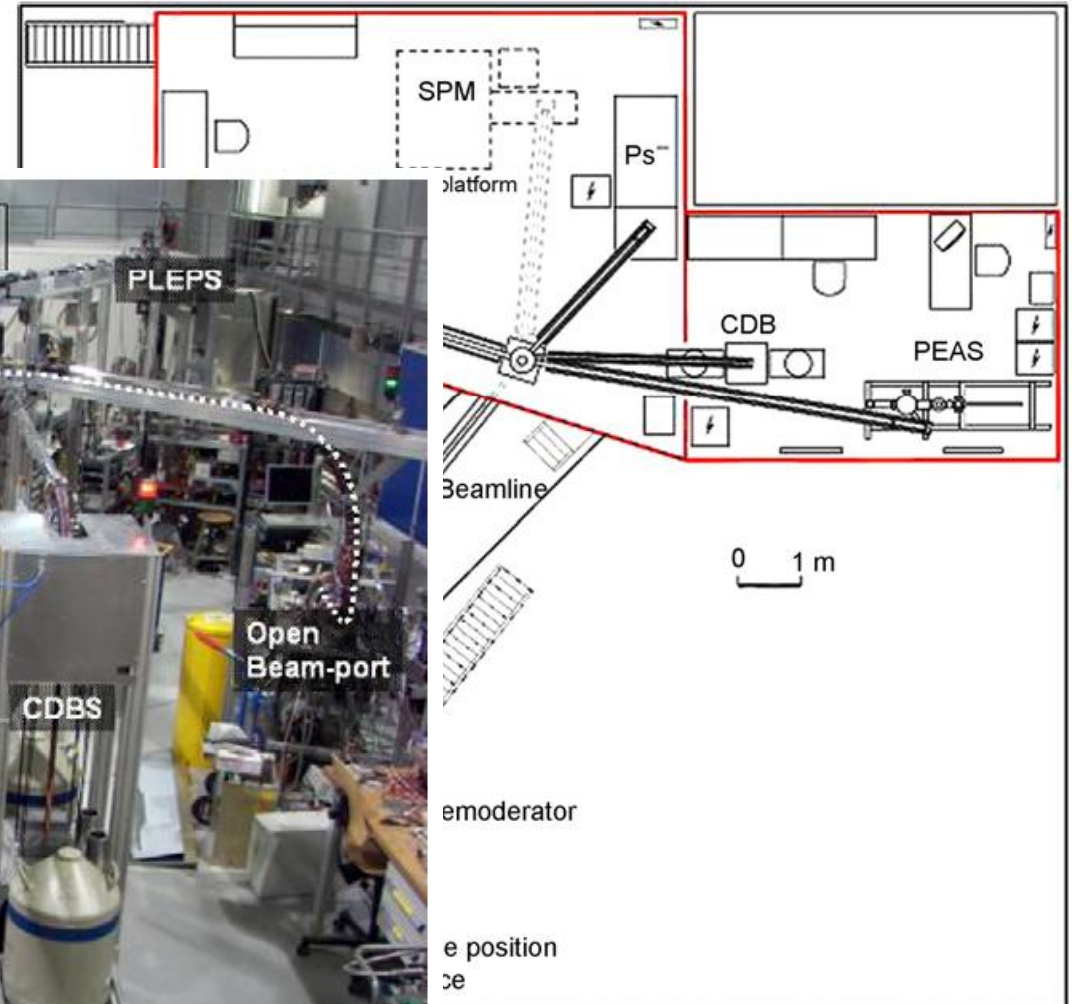 SPM
Ps⁻
platform
PLEPS
CDB
PEAS
Beamline
0 1 m
Open
Beam-port
CDBS
emoderator
e position
ce